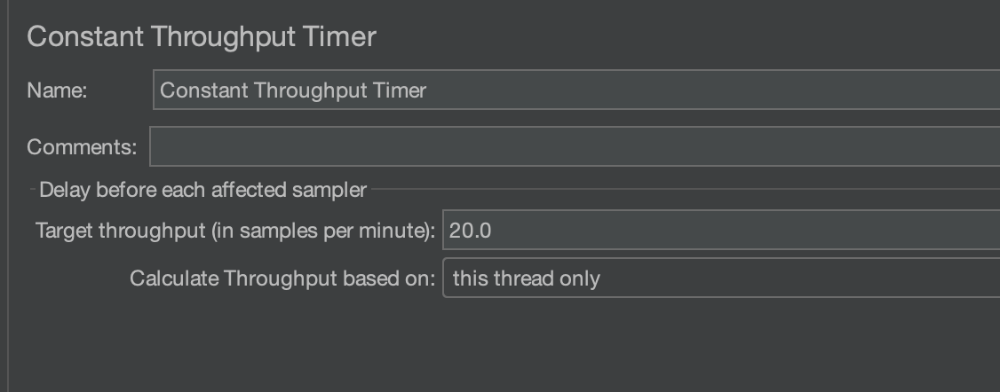 Constant Throughput Timer
Name: Constant Throughput Timer
Comments:
Delay before each affected sampler
Target throughput (in samples per minute): 20.0
Calculate Throughput based on: this thread only